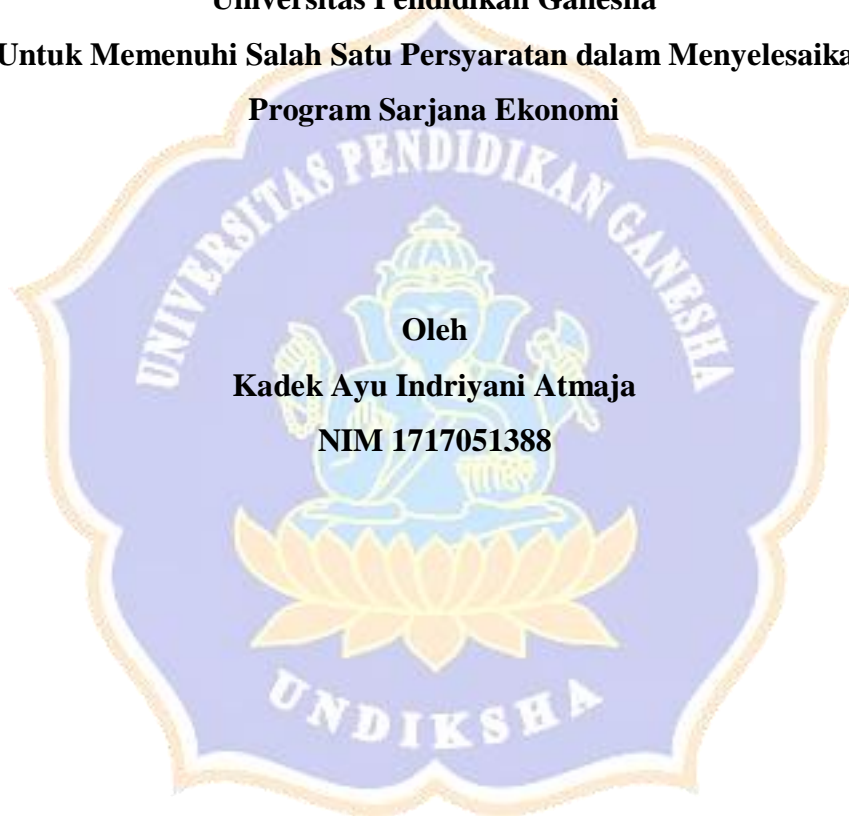 Universitas Pendidikan Ganesha
Untuk Memenuhi Salah Satu Persyaratan dalam Menyelesaika
Program Sarjana Ekonomi
UNIVERSITAS PENDIDIKAN GANESHA
Oleh
Kadek Ayu Indriyani Atmaja
NIM 1717051388
UNDIKSHA